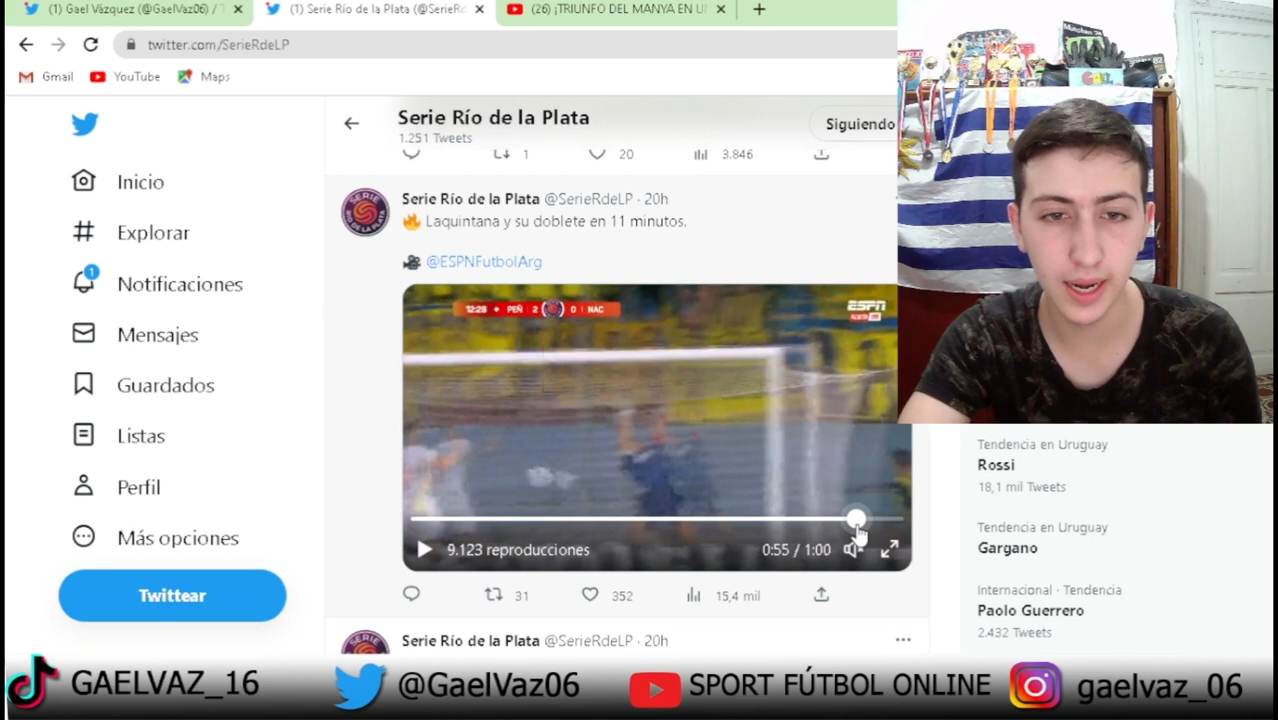 (1) Gael Vázquez (@GaelVaz06) / T
(1) Serie Río de la Plata (@SerieRd
(26) ¡TRIUNFO DEL MANYA EN U
twitter.com/SerieRdeLP
Gmail
YouTube
Maps
Serie Río de la Plata
1.251 Tweets
Siguiendo
1
20
3.846
Inicio
Explorar
1
Notificaciones
Mensajes
Guardados
Listas
Perfil
Más opciones
Twittear
Serie Río de la Plata @SerieRdeLP · 20h
Laquintana y su doblete en 11 minutos.
@ESPNFutbolArg
12:28 PEÑ 2 0 NAC
ESPN
9.123 reproducciones
0:55 / 1:00
31
352
15,4 mil
Serie Río de la Plata @SerieRdeLP · 20h
Tendencia en Uruguay
Rossi
18,1 mil Tweets
Tendencia en Uruguay
Gargano
Internacional · Tendencia
Paolo Guerrero
2.432 Tweets
GAELVAZ_16
@GaelVaz06
SPORT FÚTBOL ONLINE
gaelvaz_06